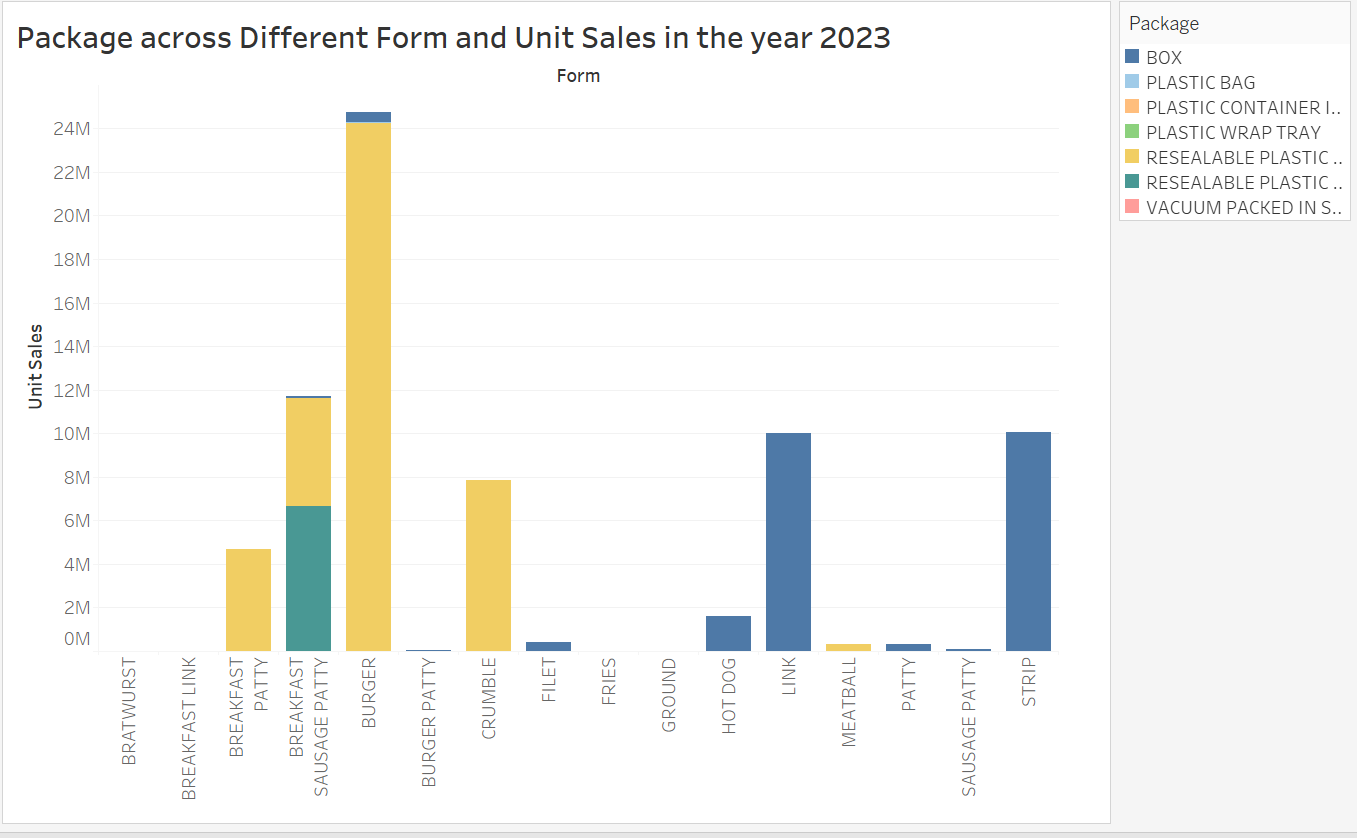 Package across Different Form and Unit Sales in the year 2023
Form
Unit Sales
24M
22M
20M
18M
16M
14M
12M
10M
8M
6M
4M
2M
0M
BRATWURST
BREAKFAST LINK
BREAKFAST
PATTY
BREAKFAST
SAUSAGE PATTY
BURGER
BURGER PATTY
CRUMBLE
FILET
FRIES
GROUND
HOT DOG
LINK
MEATBALL
PATTY
SAUSAGE PATTY
STRIP
Package
BOX
PLASTIC BAG
PLASTIC CONTAINER I..
PLASTIC WRAP TRAY
RESEALABLE PLASTIC ..
RESEALABLE PLASTIC ..
VACUUM PACKED IN S..